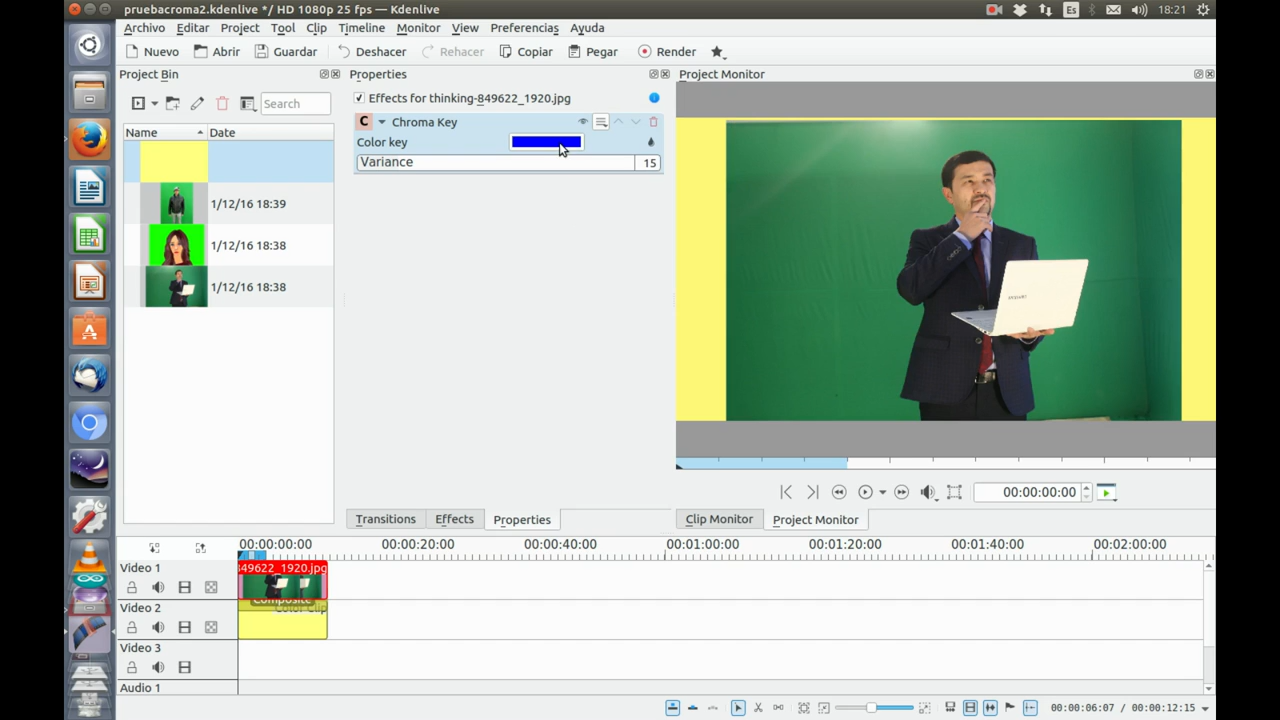 pruebacroma2.kdenlive */ HD 1080p 25 fps — Kdenlive
Es
18:21
Archivo Editar Project Tool Clip Timeline Monitor View Preferencias Ayuda
Nuevo Abrir Guardar Deshacer Rehacer Copiar Pegar Render
Project Bin
Properties
Project Monitor
Effects for thinking-849622_1920.jpg
Search
C Chroma Key
Name Date
Color key
Variance 15
1/12/16 18:39
1/12/16 18:38
1/12/16 18:38
00:00:00:00
Transitions Effects Properties
Clip Monitor Project Monitor
00:00:00:00 00:00:20:00 00:00:40:00 00:01:00:00 00:01:20:00 00:01:40:00 00:02:00:00
Video 1
49622_1920.jpg
Composite
Video 2
Color Clip
Video 3
Audio 1
00:00:06:07 / 00:00:12:15